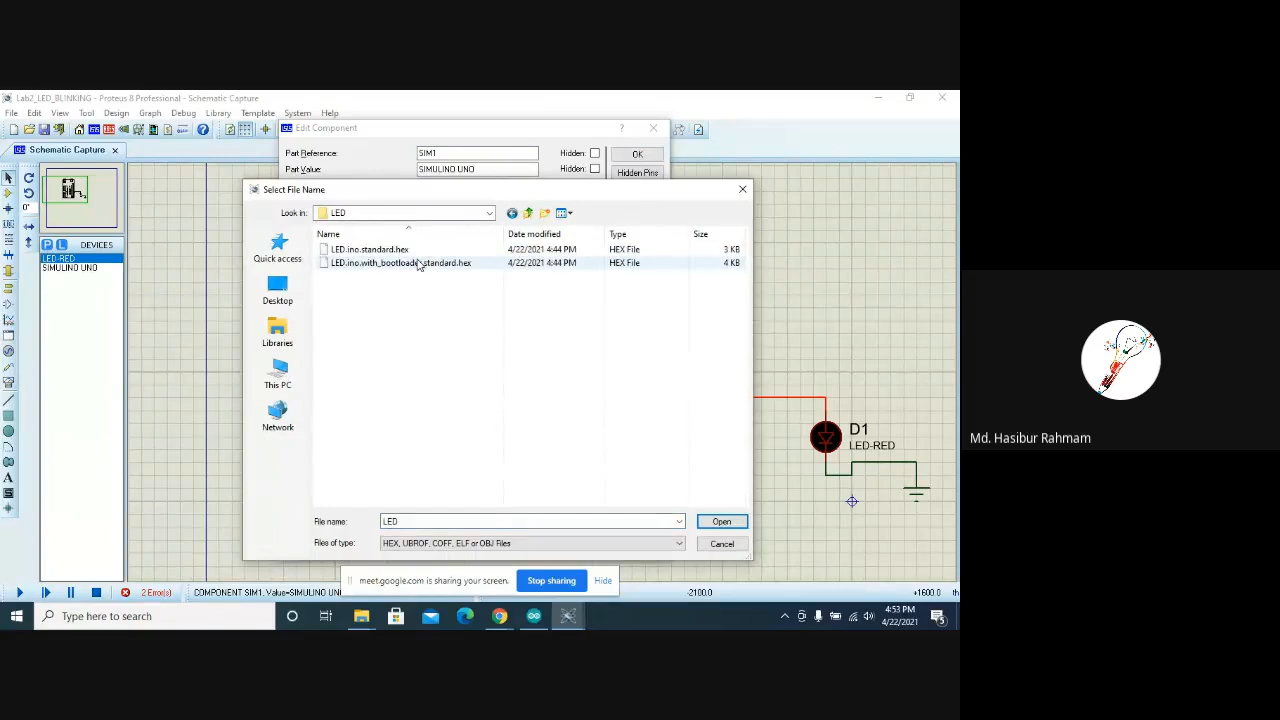 Lab2_LED_BLINKING - Proteus 8 Professional - Schematic Capture
File Edit View Tool Design Graph Debug Library Template System Help
Schematic Capture
Edit Component
Part Reference: SIM1 Hidden: OK
Part Value: SIMULINO UNO Hidden: Hidden Pins
Select File Name
Look in: LED
Name Date modified Type Size
LED.ino.standard.hex 4/22/2021 4:44 PM HEX File 3 KB
4/22/2021 4:44 PM HEX File 4 KB
Quick access
Desktop
Libraries
This PC
Network
File name: LED Open
Files of type: HEX, UBROF, COFF, ELF or OBJ Files Cancel
0°
P L DEVICES
LED-RED
SIMULINO UNO
D1
LED-RED
Md. Hasibur Rahmam
meet.google.com is sharing your screen. Stop sharing Hide
2 Error(s) COMPONENT SIM1, Value=SIMULINO -2100.0 +1600.0 th
Type here to search
4:53 PM
4/22/2021
5